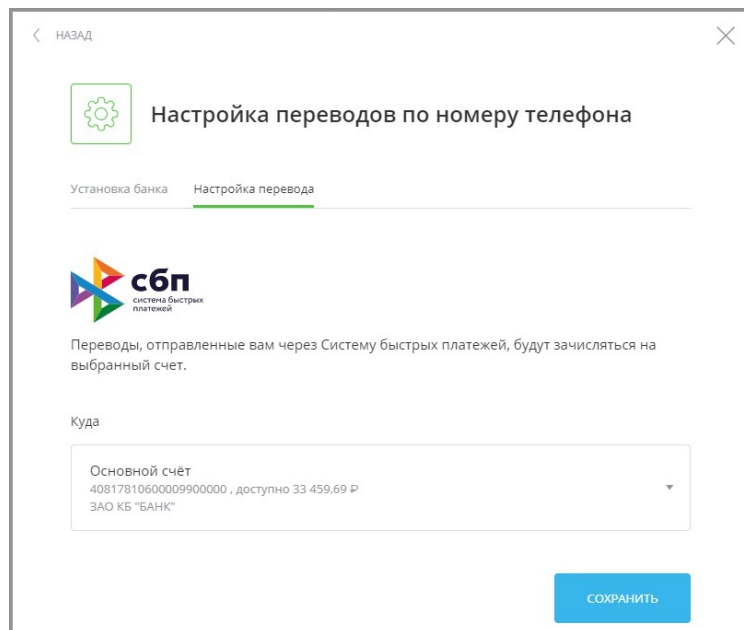 НАЗАД
Настройка переводов по номеру телефона
Установка банка Настройка перевода
сбп
система быстрых
платежей
Переводы, отправленные вам через Систему быстрых платежей, будут зачисляться на
выбранный счет.
Куда
Основной счёт
40817810600009900000 , доступно 33 459,69 ₽
ЗАО КБ "БАНК"
СОХРАНИТЬ